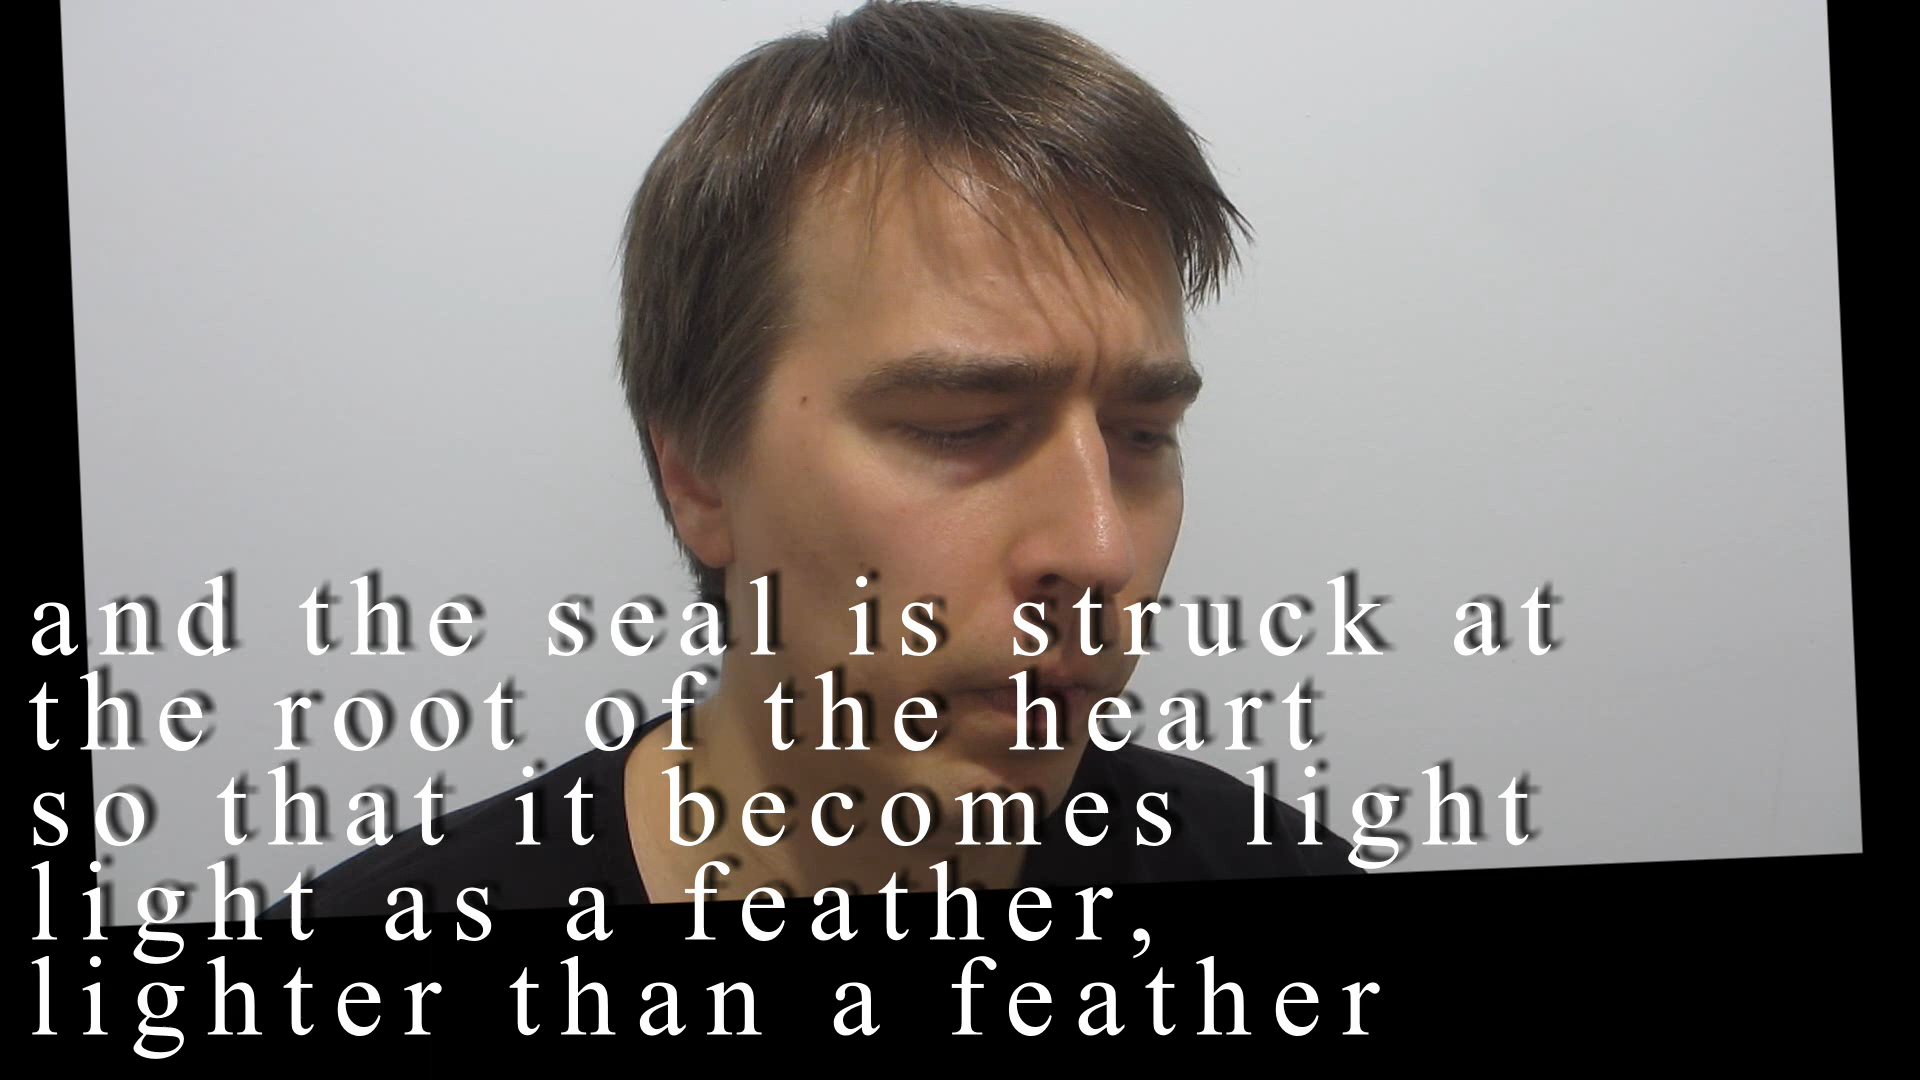 and the seal is struck at
the root of the heart
so that it becomes light
light as a feather,
lighter than a feather